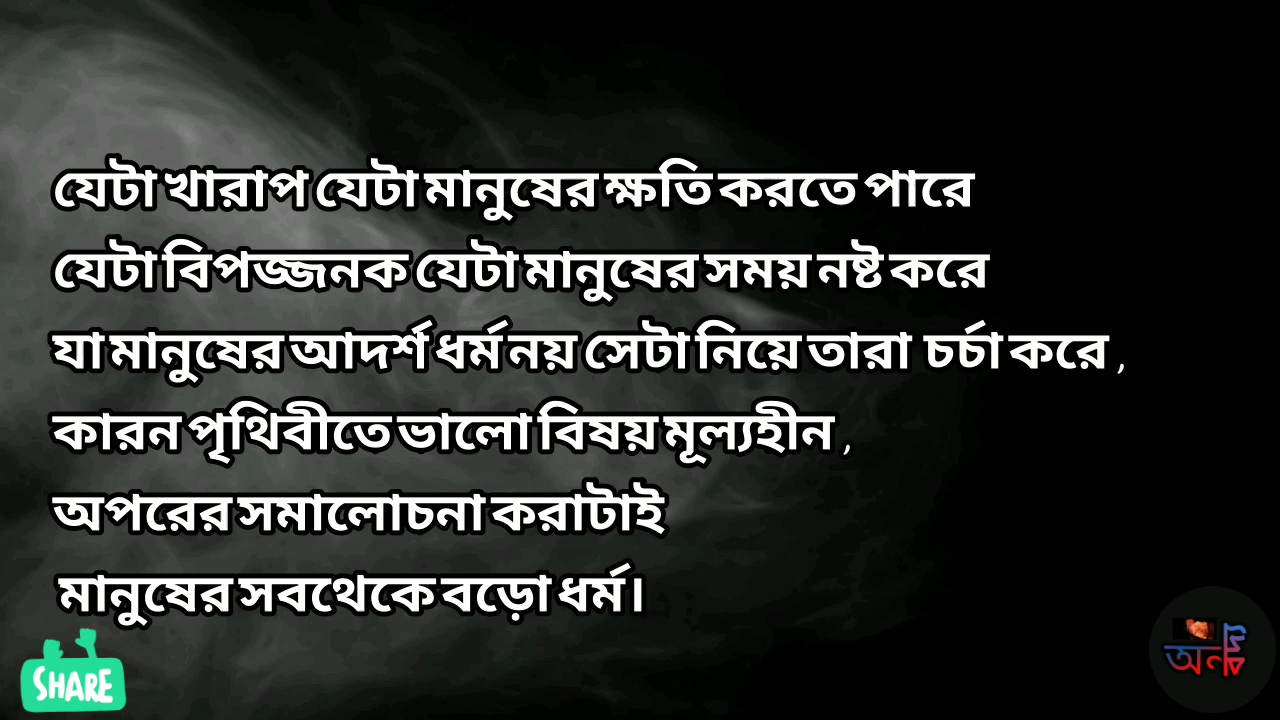 যেটা খারাপ যেটা মানুষের ক্ষতি করতে পারে
যেটা বিপজ্জনক যেটা মানুষের সময় নষ্ট করে
যা মানুষের আদর্শ ধর্ম নয় সেটা নিয়ে তারা চর্চা করে ,
কারন পৃথিবীতে ভালো বিষয় মূল্যহীন ,
অপরের সমালোচনা করাটাই
মানুষের সবথেকে বড়ো ধর্ম।
SHARE